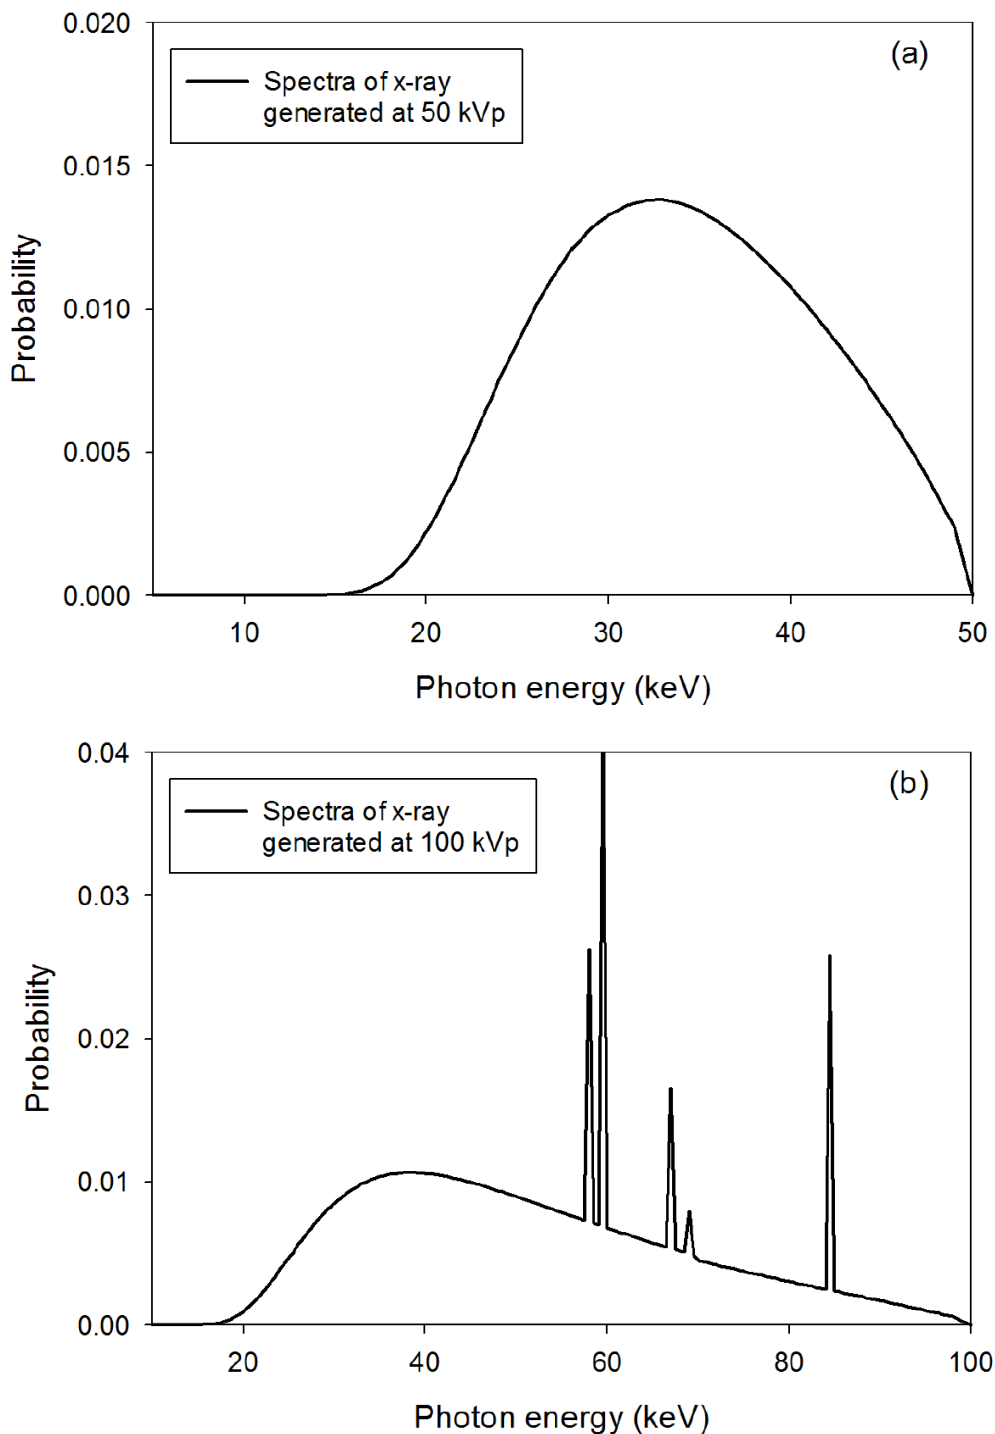 0.020
(a)
Spectra of x-ray
generated at 50 kVp
0.015
0.010
0.005
0.000
Probability
10 20 30 40 50
Photon energy (keV)
0.04
(b)
Spectra of x-ray
generated at 100 kVp
0.03
0.02
0.01
0.00
Probability
20 40 60 80 100
Photon energy (keV)